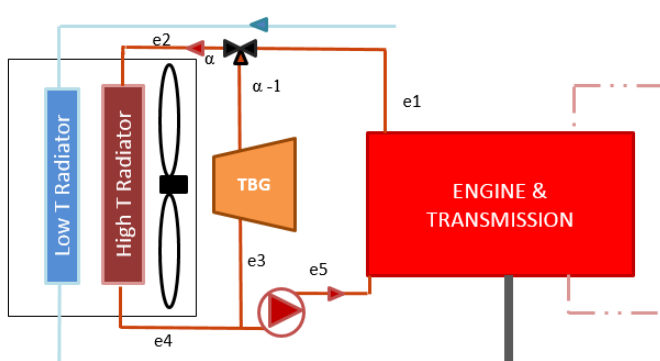 e2
α
α -1
e1
Low T Radiator
High T Radiator
TBG
ENGINE &
TRANSMISSION
e3
e5
e4